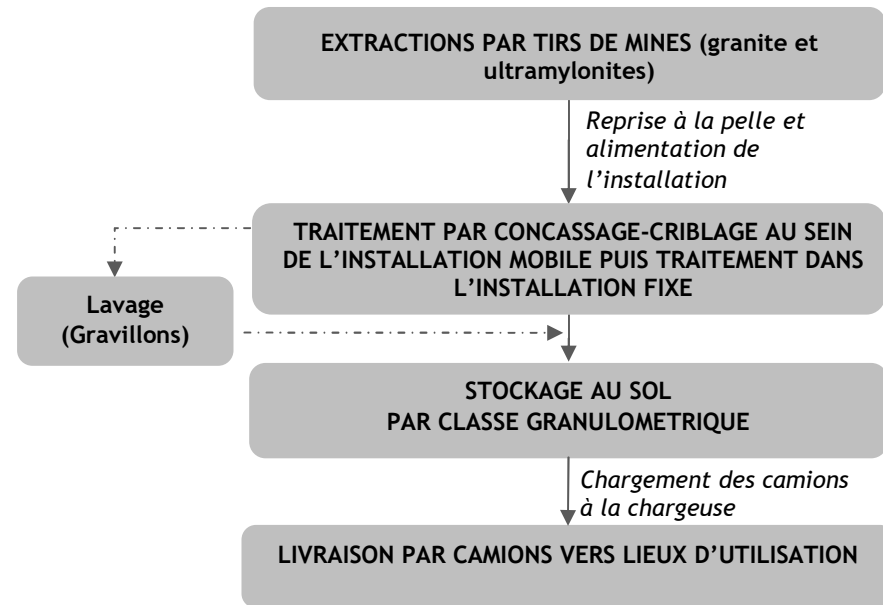 EXTRACTIONS PAR TIRS DE MINES (granite et
ultramylonites)
Reprise à la pelle et
alimentation de
l’installation
TRAITEMENT PAR CONCASSAGE-CRIBLAGE AU SEIN
DE L’INSTALLATION MOBILE PUIS TRAITEMENT DANS
L’INSTALLATION FIXE
Lavage
(Gravillons)
STOCKAGE AU SOL
PAR CLASSE GRANULOMETRIQUE
Chargement des camions
à la chargeuse
LIVRAISON PAR CAMIONS VERS LIEUX D’UTILISATION